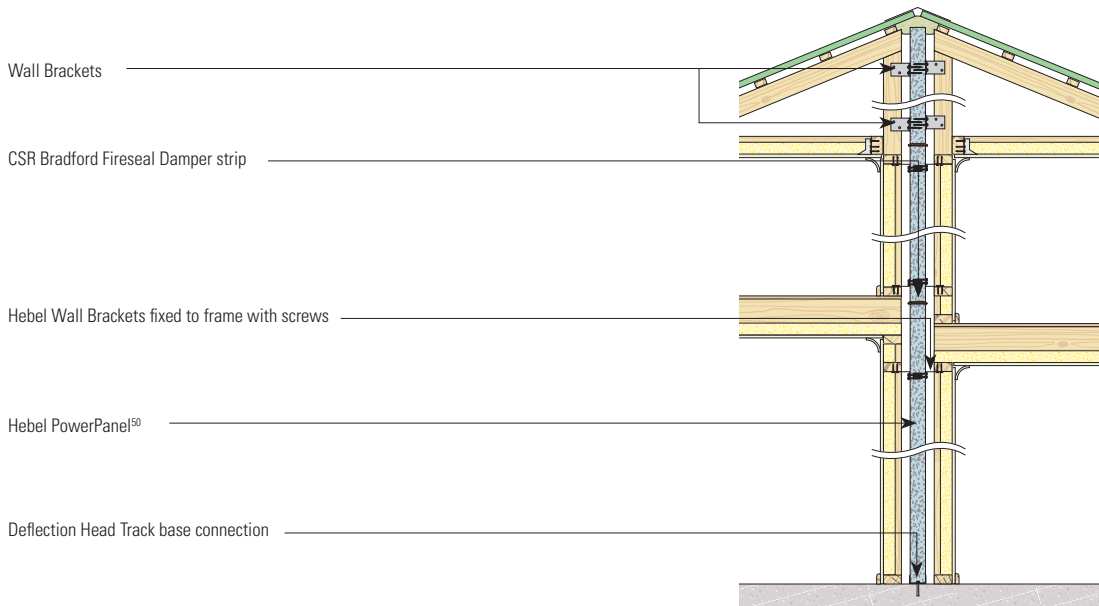 Wall Brackets
CSR Bradford Fireseal Damper strip
Hebel Wall Brackets fixed to frame with screws
Hebel PowerPanel⁵⁰
Deflection Head Track base connection